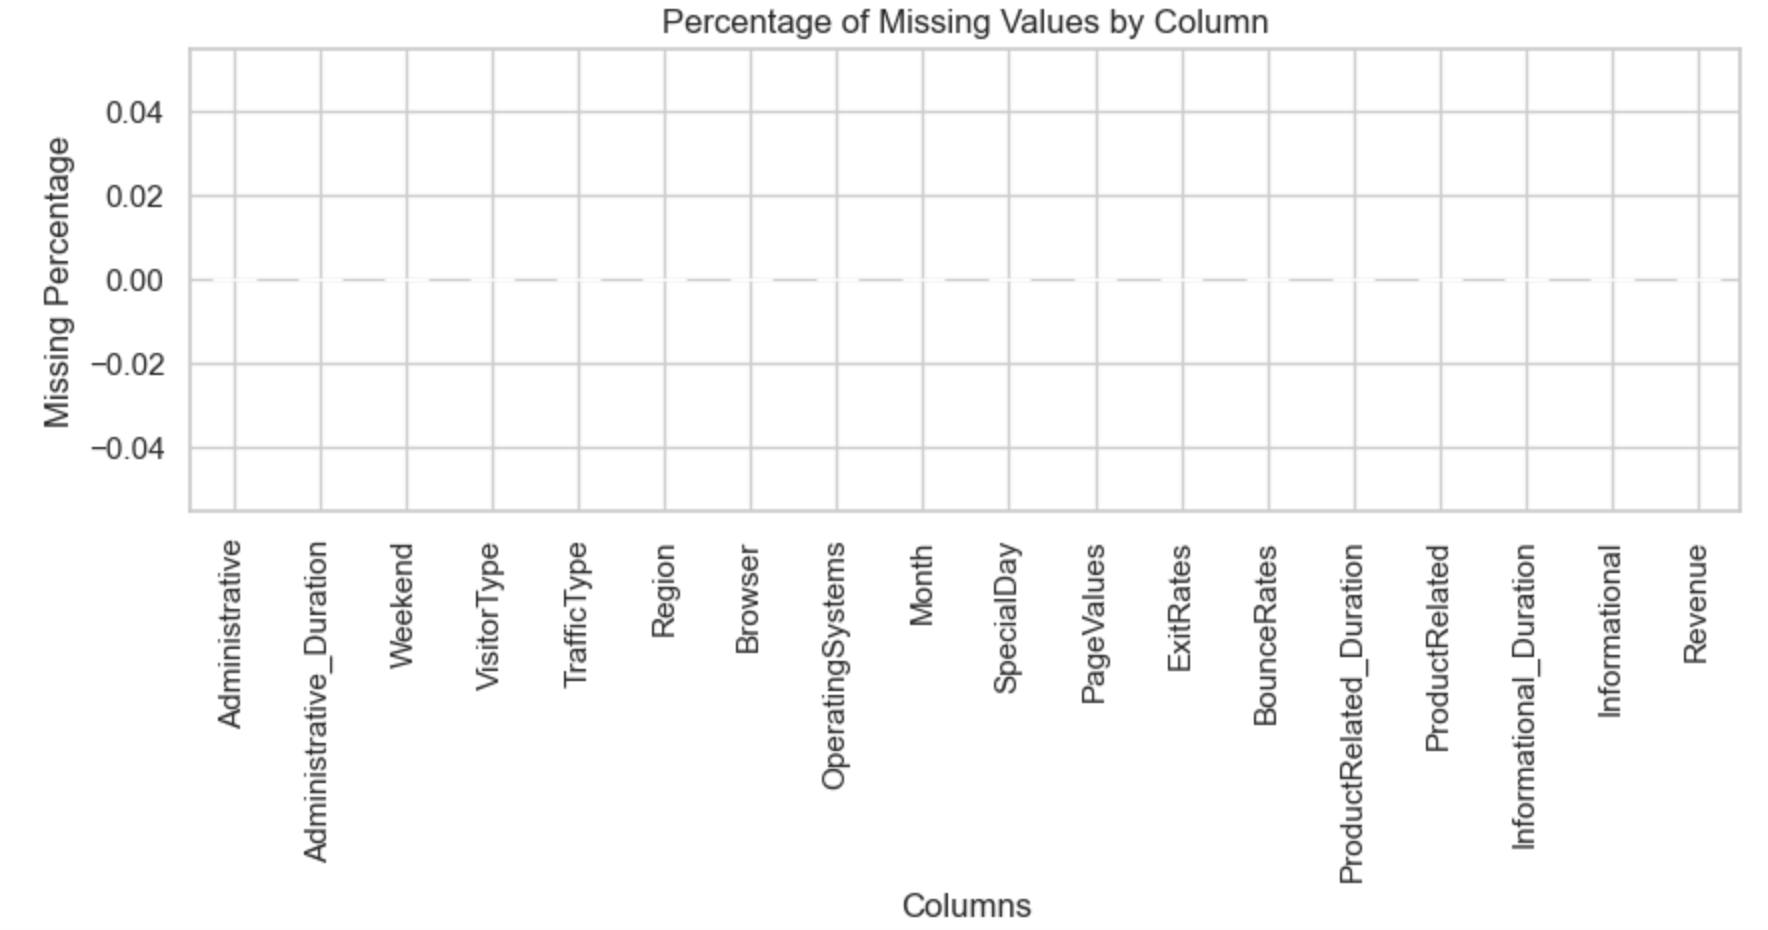 Percentage of Missing Values by Column
Missing Percentage
0.04
0.02
0.00
−0.02
−0.04
Administrative
Administrative_Duration
Weekend
VisitorType
TrafficType
Region
Browser
OperatingSystems
Month
SpecialDay
PageValues
ExitRates
BounceRates
ProductRelated_Duration
ProductRelated
Informational_Duration
Informational
Revenue
Columns